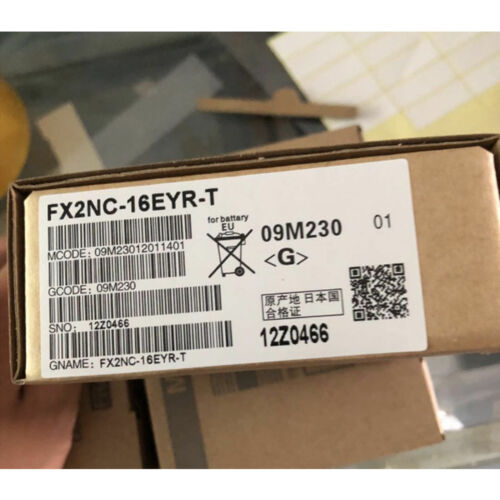 FX2NC-16EYR-T
MCODE: 09M23012011401
GCODE: 09M230
SNO: 12Z0466
GNAME: FX2NC-16EYR-T
for battary
EU
09M230 01
<G>
原产地 日本国
合格证
12Z0466